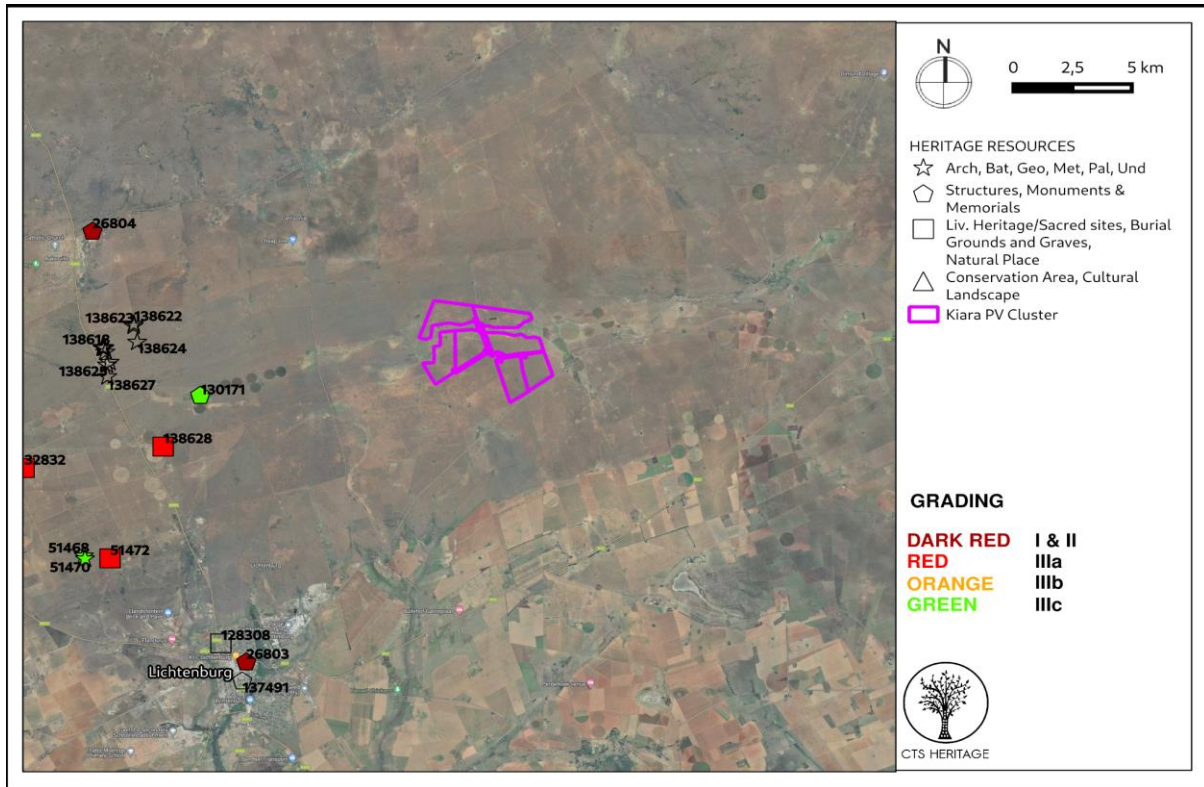 26804
138623
138622
138618
138624
138625
138627
130171
138628
32832
51468
51472
51470
Lichtenburg
128308
26803
Lichtenburg
137491
N
0 2,5 5 km
HERITAGE RESOURCES
Arch, Bat, Geo, Met, Pal, Und
Structures, Monuments &
Memorials
Liv. Heritage/Sacred sites, Burial
Grounds and Graves,
Natural Place
Conservation Area, Cultural
Landscape
Kiara PV Cluster
GRADING
DARK RED I & II
RED IIIa
ORANGE IIIb
GREEN IIIc
CTS HERITAGE